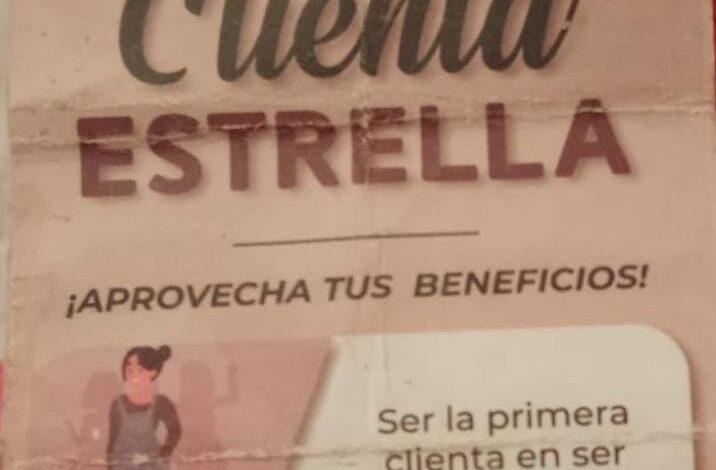 Clienta
ESTRELLA
¡APROVECHA TUS BENEFICIOS!
Ser la primera
clienta en ser